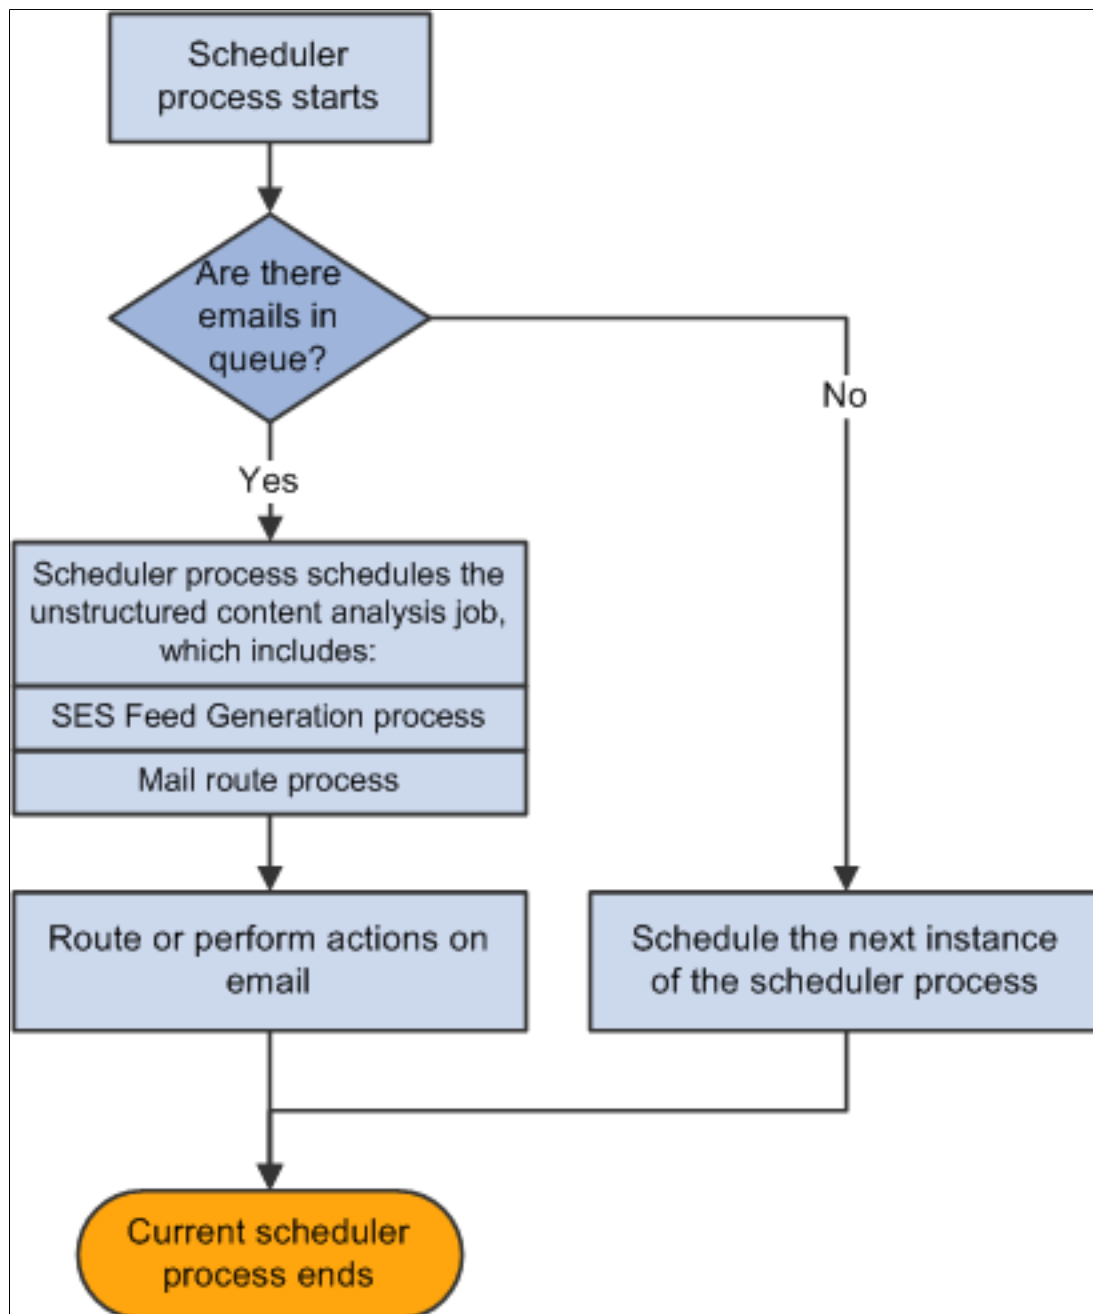 Scheduler
process starts
Are there
emails in
queue?
No
Yes
Scheduler process schedules the
unstructured content analysis job,
which includes:
SES Feed Generation process
Mail route process
Route or perform actions on
email
Schedule the next instance
of the scheduler process
Current scheduler
process ends